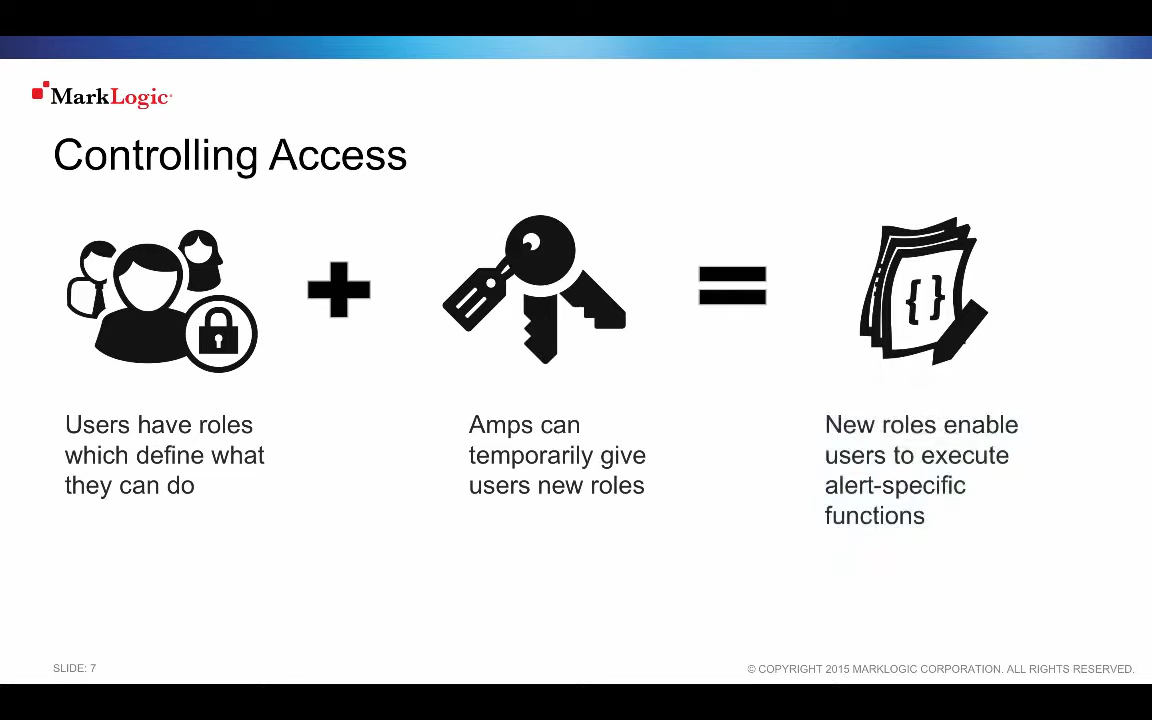 MarkLogic
Controlling Access
{ }
Users have roles
which define what
they can do
Amps can
temporarily give
users new roles
New roles enable
users to execute
alert-specific
functions
SLIDE: 7
© COPYRIGHT 2015 MARKLOGIC CORPORATION. ALL RIGHTS RESERVED.